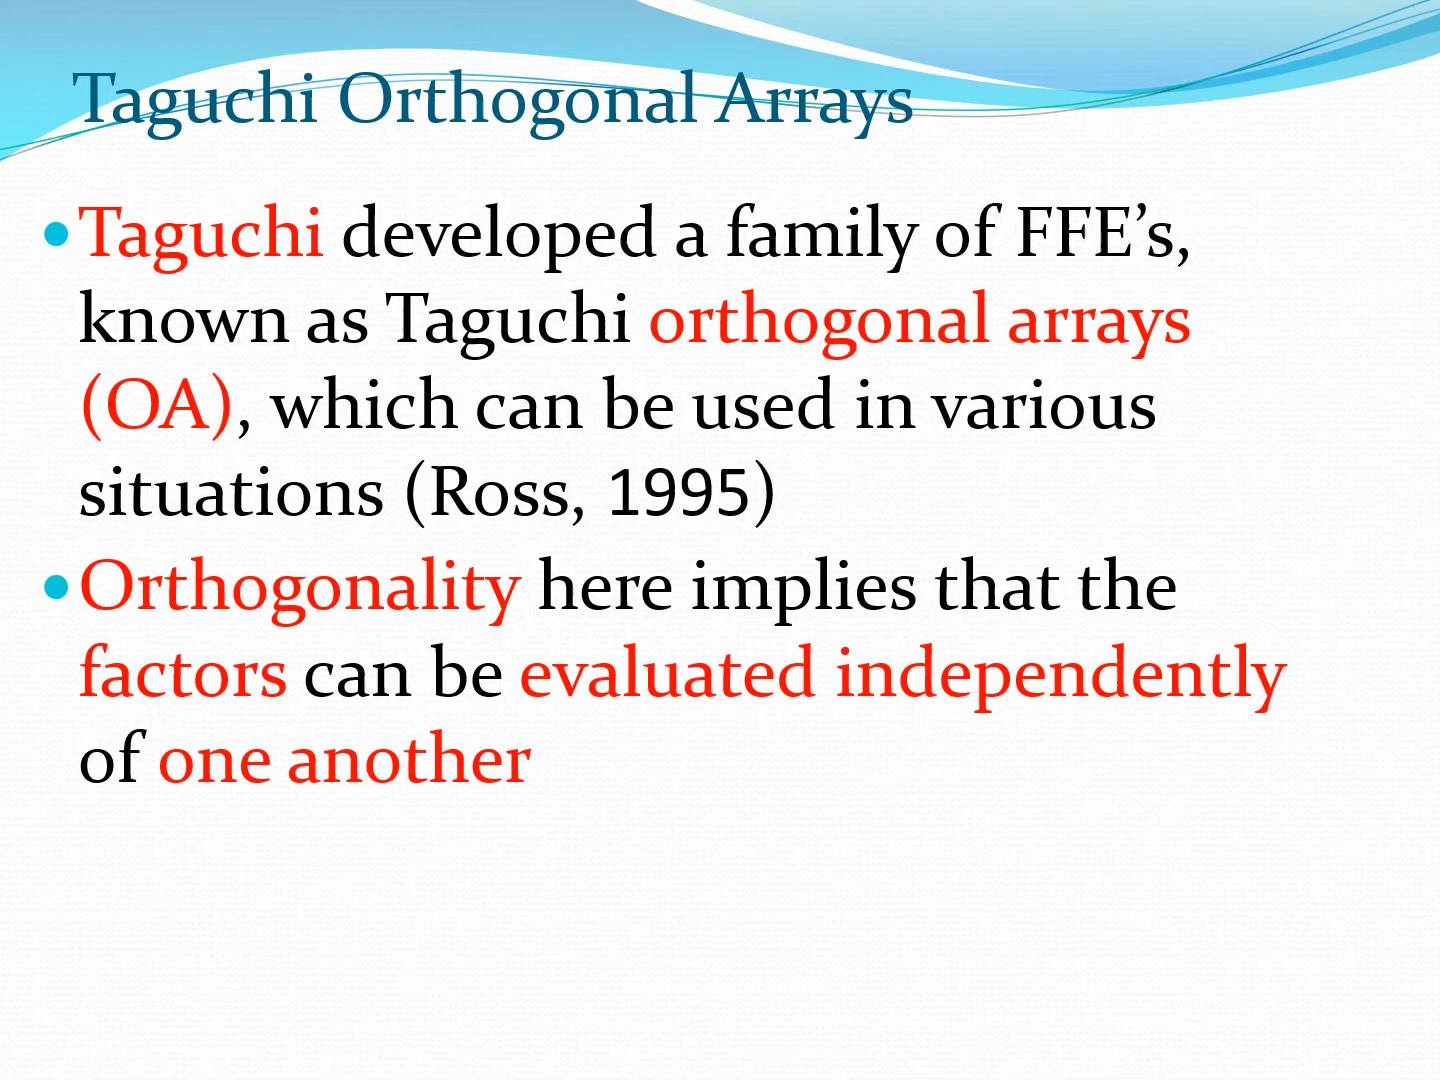 Taguchi Orthogonal Arrays
•Taguchi developed a family of FFE’s,
known as Taguchi orthogonal arrays
(OA), which can be used in various
situations (Ross, 1995)
•Orthogonality here implies that the
factors can be evaluated independently
of one another